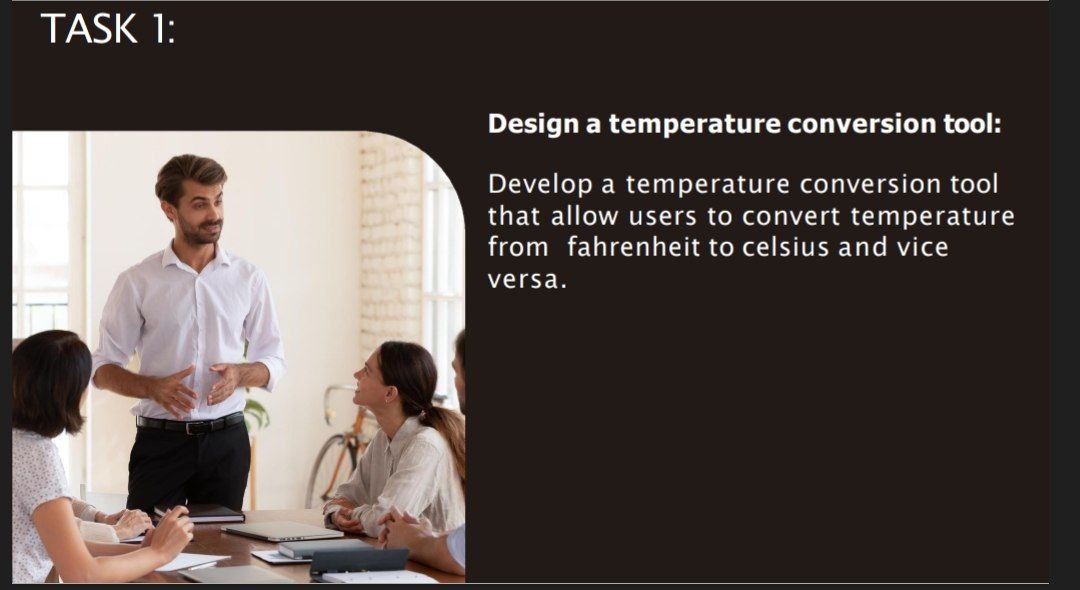 TASK 1:
Design a temperature conversion tool:
Develop a temperature conversion tool
that allow users to convert temperature
from fahrenheit to celsius and vice
versa.